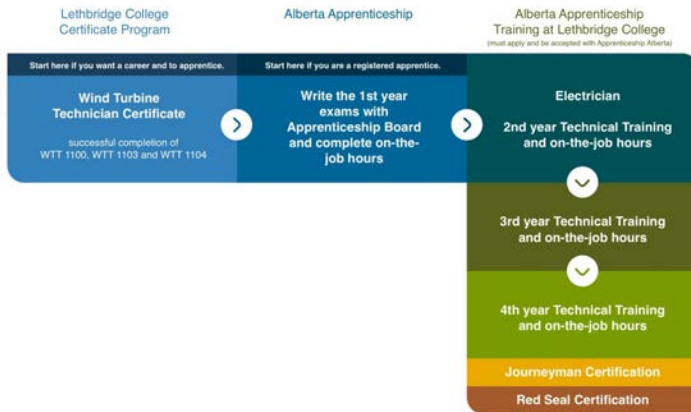 Lethbridge College
Certificate Program
Start here if you want a career and to apprentice.
Wind Turbine
Technician Certificate
successful completion of
WTT 1100, WTT 1103 and WTT 1104
Alberta Apprenticeship
Start here if you are a registered apprentice.
Write the 1st year
exams with
Apprenticeship Board
and complete on-the-
job hours
Alberta Apprenticeship
Training at Lethbridge College
(must apply and be accepted with Apprenticeship Alberta)
Electrician
2nd year Technical Training
and on-the-job hours
3rd year Technical Training
and on-the-job hours
4th year Technical Training
and on-the-job hours
Journeyman Certification
Red Seal Certification